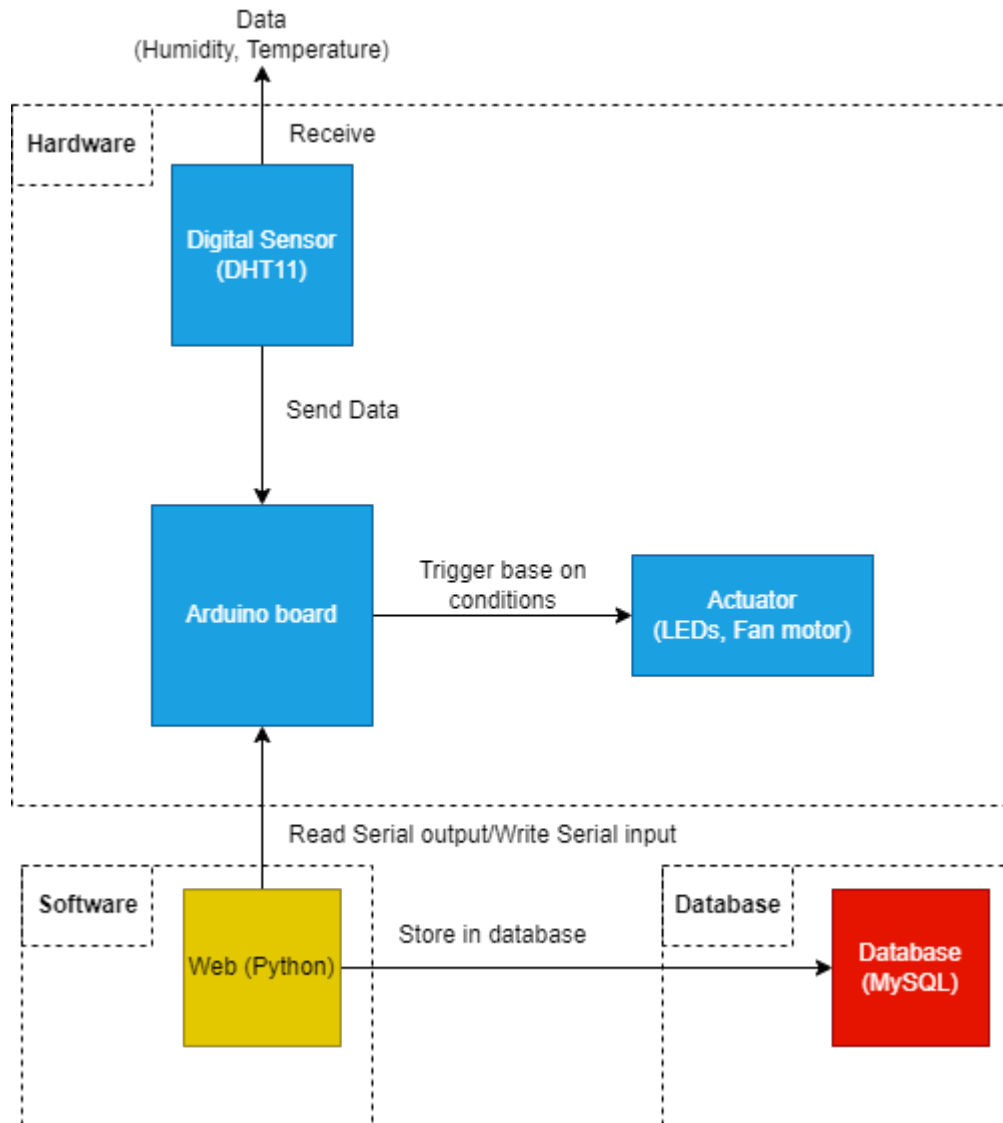 Data
(Humidity, Temperature)
Hardware
Receive
Digital Sensor
(DHT11)
Send Data
Arduino board
Trigger base on
conditions
Actuator
(LEDs, Fan motor)
Read Serial output/Write Serial input
Software
Web (Python)
Store in database
Database
Database
(MySQL)